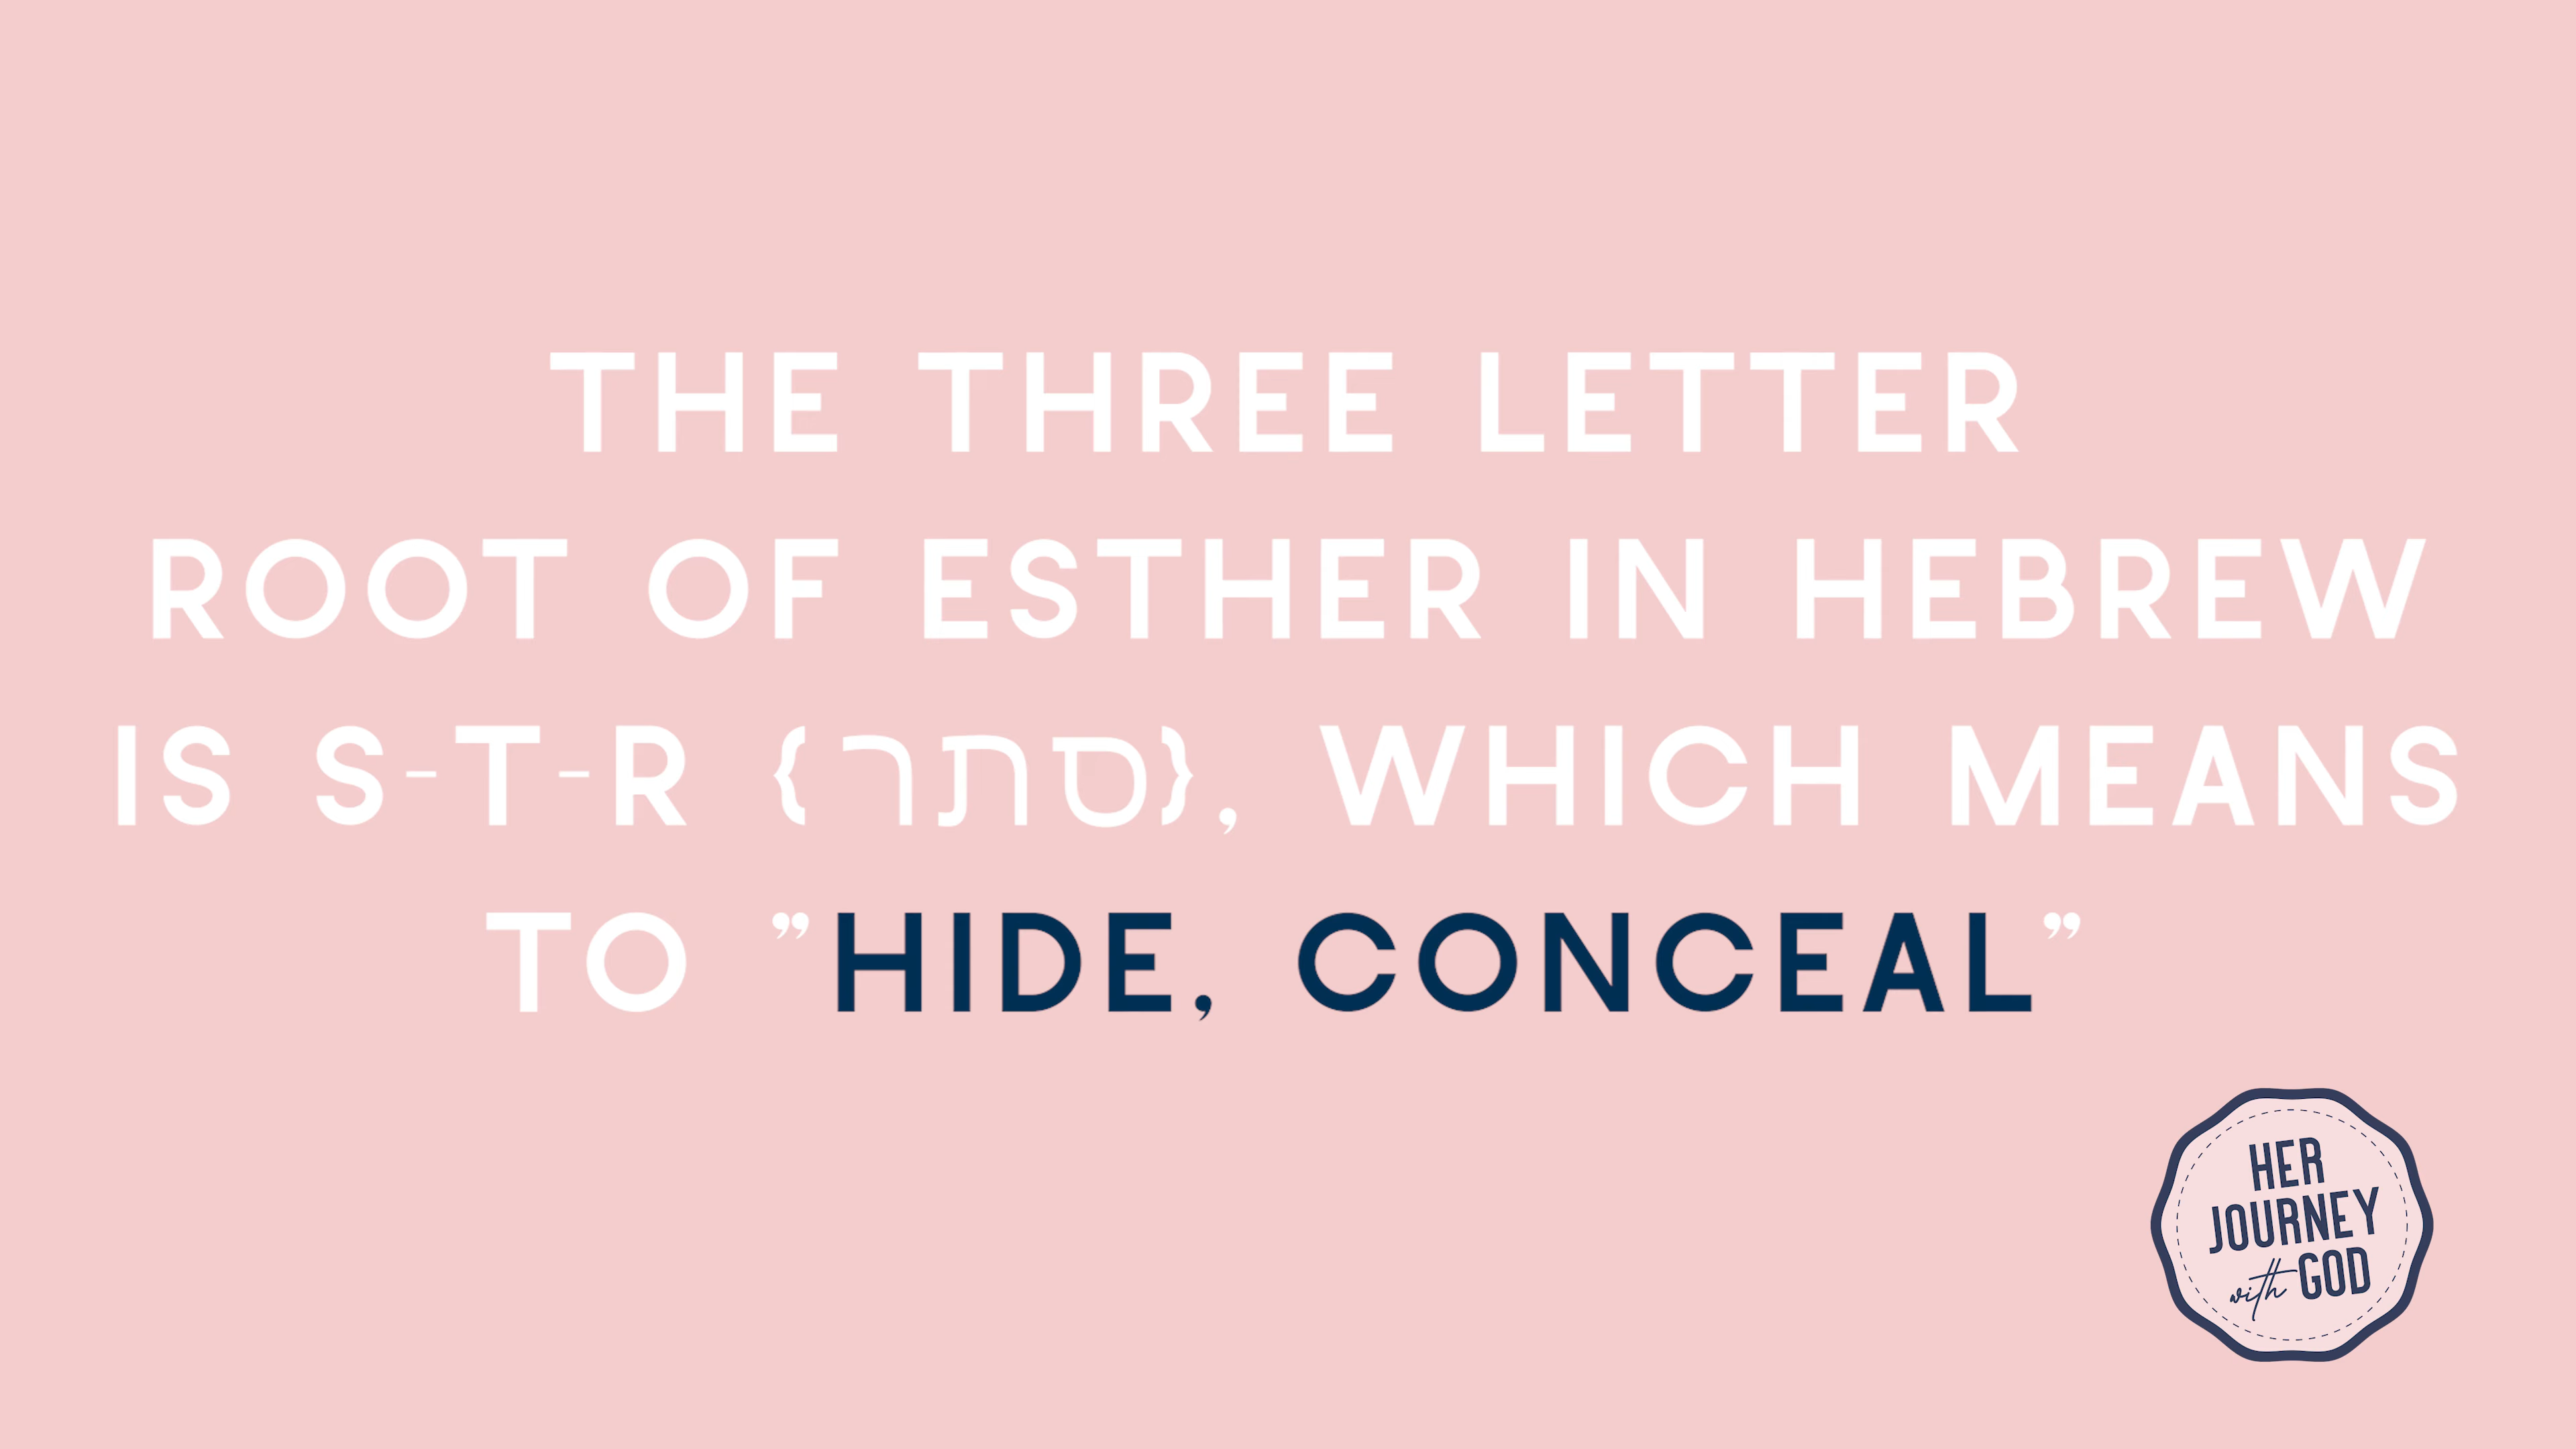 THE THREE LETTER
ROOT OF ESTHER IN HEBREW
IS S-T-R {סתר}, WHICH MEANS
TO ”HIDE, CONCEAL”
HER
JOURNEY
with GOD